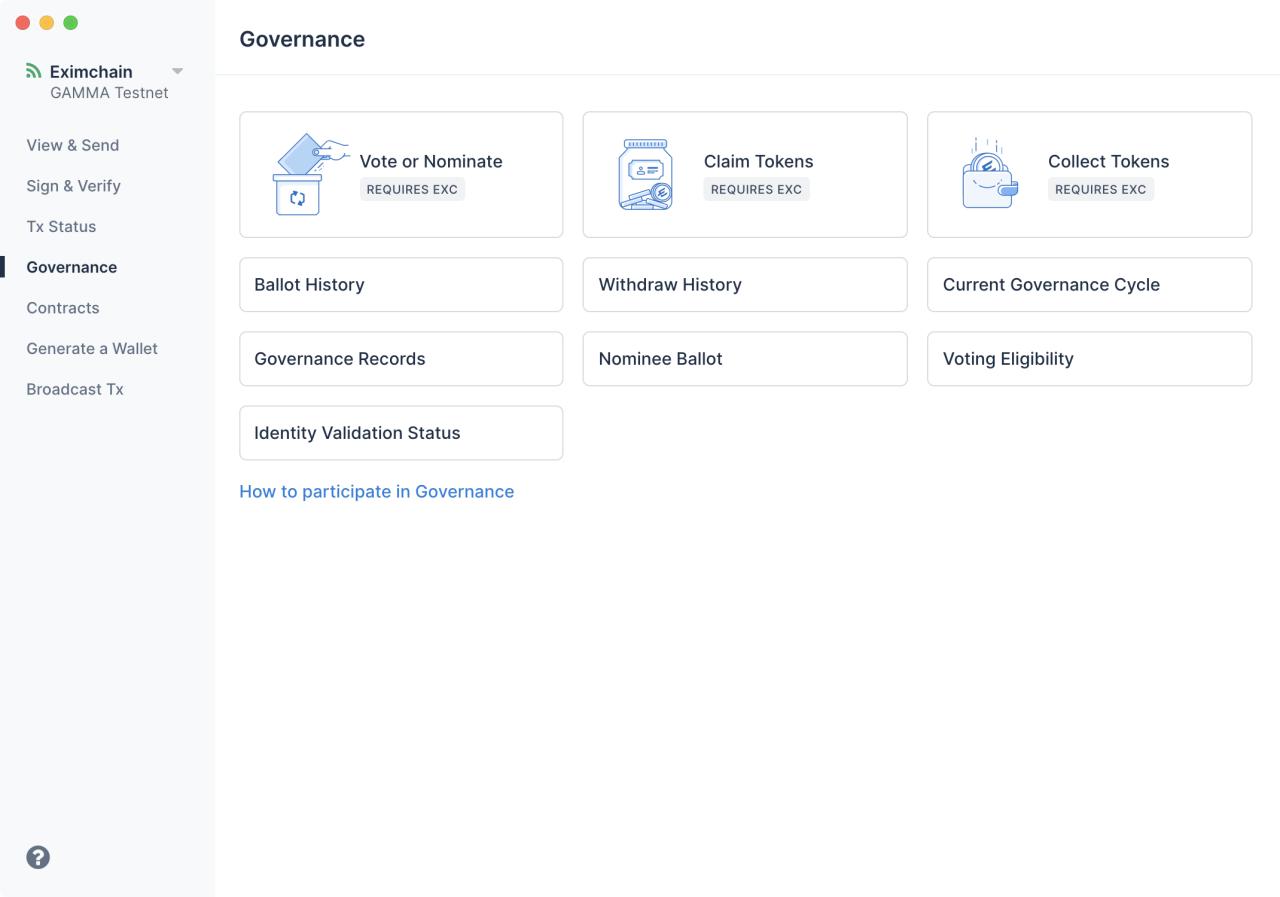 Governance
Eximchain
GAMMA Testnet
View & Send
Sign & Verify
Tx Status
Governance
Contracts
Generate a Wallet
Broadcast Tx
Vote or Nominate
REQUIRES EXC
Claim Tokens
REQUIRES EXC
Collect Tokens
REQUIRES EXC
Ballot History
Withdraw History
Current Governance Cycle
Governance Records
Nominee Ballot
Voting Eligibility
Identity Validation Status
How to participate in Governance
?